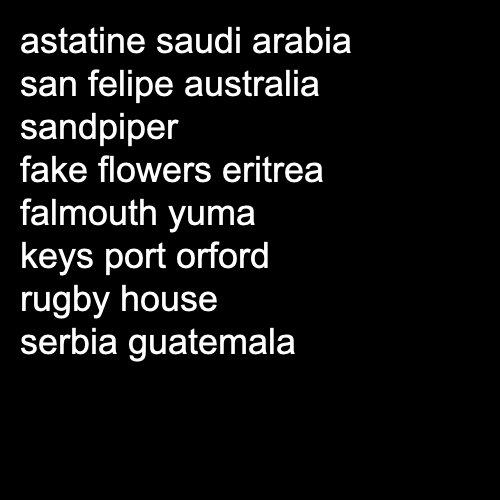 astatine saudi arabia
san felipe australia
sandpiper
fake flowers eritrea
falmouth yuma
keys port orford
rugby house
serbia guatemala